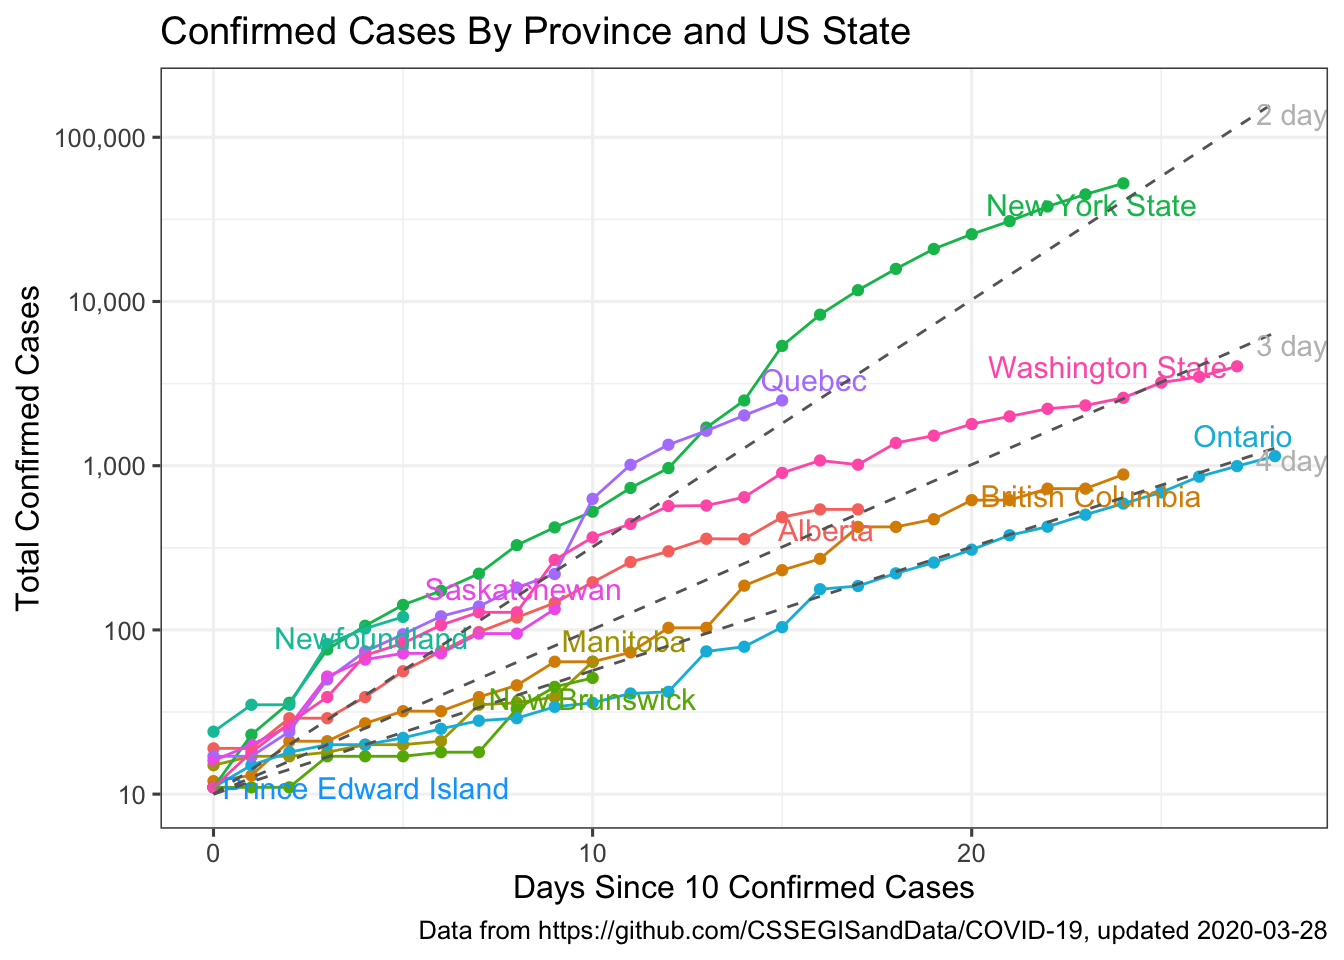 Confirmed Cases By Province and US State
Total Confirmed Cases
100,000
10,000
1,000
100
10
2 day
New York State
3 day
Washington State
Quebec
Ontario
4 day
British Columbia
Alberta
Saskatchewan
Newfoundland
Manitoba
New Brunswick
Prince Edward Island
0
10
20
Days Since 10 Confirmed Cases
Data from https://github.com/CSSEGISandData/COVID-19, updated 2020-03-28